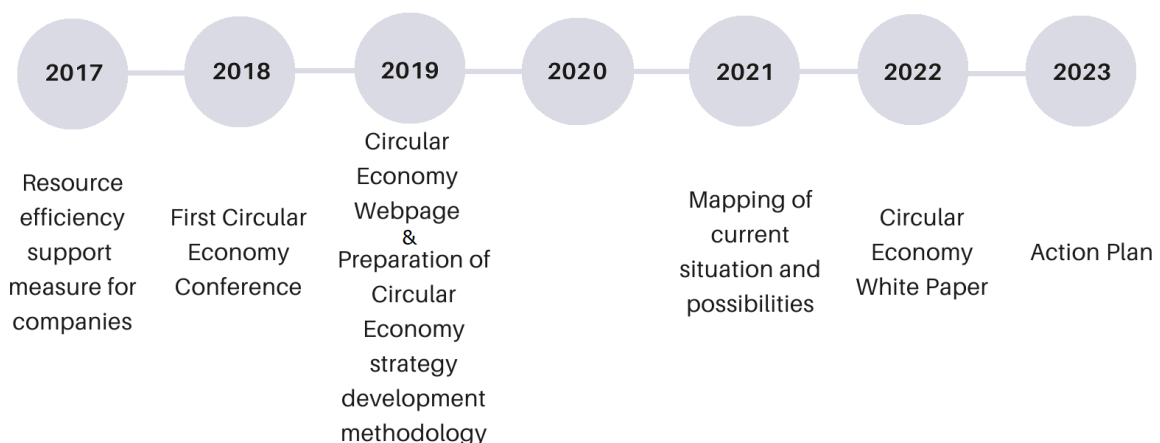 2017
2018
2019
2020
2021
2022
2023
Resource
efficiency
support
measure for
companies
First Circular
Economy
Conference
Circular
Economy
Webpage
&
Preparation of
Circular
Economy
strategy
development
methodology
Mapping of
current
situation and
possibilities
Circular
Economy
White Paper
Action Plan